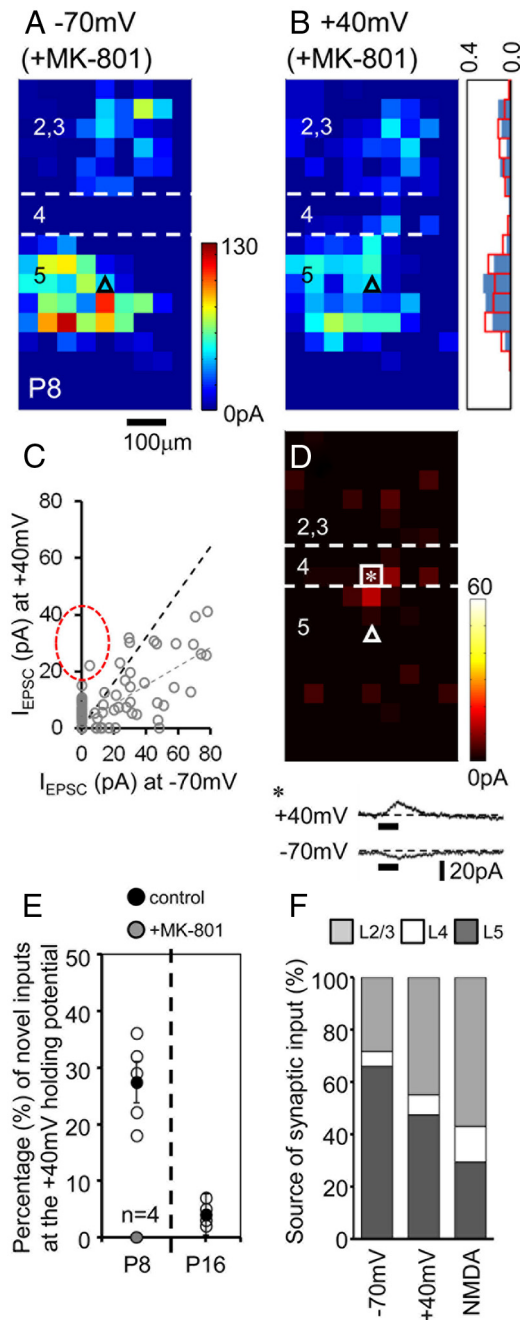 A -70mV
(+MK-801)
B +40mV
(+MK-801)
0.4
0.0
2,3
4
5
P8
130
0pA
100μm
2,3
4
5
C
I_EPSC (pA) at +40mV
80
60
40
20
0
0 20 40 60 80
I_EPSC (pA) at -70mV
D
2,3
4
*
5
60
0pA
*
+40mV
-70mV
20pA
E
control
+MK-801
Percentage (%) of novel inputs
at the +40mV holding potential
50
40
30
20
10
0
n=4
P8 P16
F
L2/3 L4 L5
Source of synaptic input (%)
100
80
60
40
20
0
-70mV
+40mV
NMDA